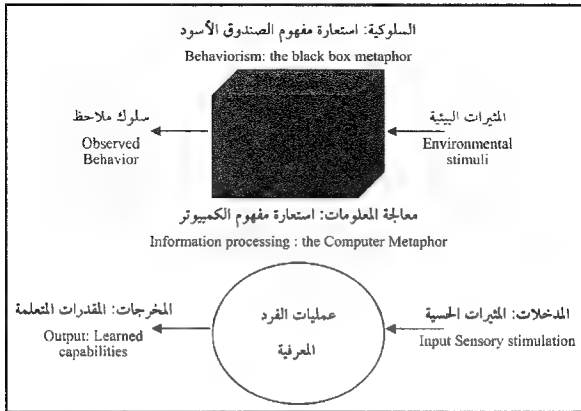 السلوكية: استعارة مفهوم الصندوق الأسود
Behaviorism: the black box metaphor
المثيرات البيئية
Environmental
stimuli
سلوك ملاحظ
Observed
Behavior
معالجة المعلومات: استعارة مفهوم الكمبيوتر
Information processing : the Computer Metaphor
المدخلات: المثيرات الحسية
Input Sensory stimulation
عمليات الفرد
المعرفية
المخرجات: المقدرات المتعلمة
Output: Learned
capabilities